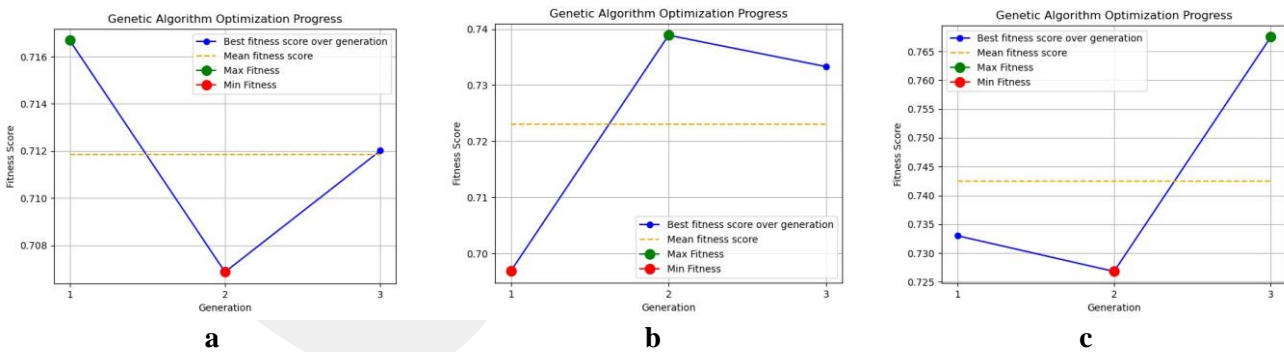 Genetic Algorithm Optimization Progress
Fitness Score
0.716
0.714
0.712
0.710
0.708
Best fitness score over generation
Mean fitness score
Max Fitness
Min Fitness
1 2 3
Generation
a
Genetic Algorithm Optimization Progress
Fitness Score
0.74
0.73
0.72
0.71
0.70
Best fitness score over generation
Mean fitness score
Max Fitness
Min Fitness
1 2 3
Generation
b
Genetic Algorithm Optimization Progress
Fitness Score
0.765
0.760
0.755
0.750
0.745
0.740
0.735
0.730
0.725
Best fitness score over generation
Mean fitness score
Max Fitness
Min Fitness
1 2 3
Generation
c